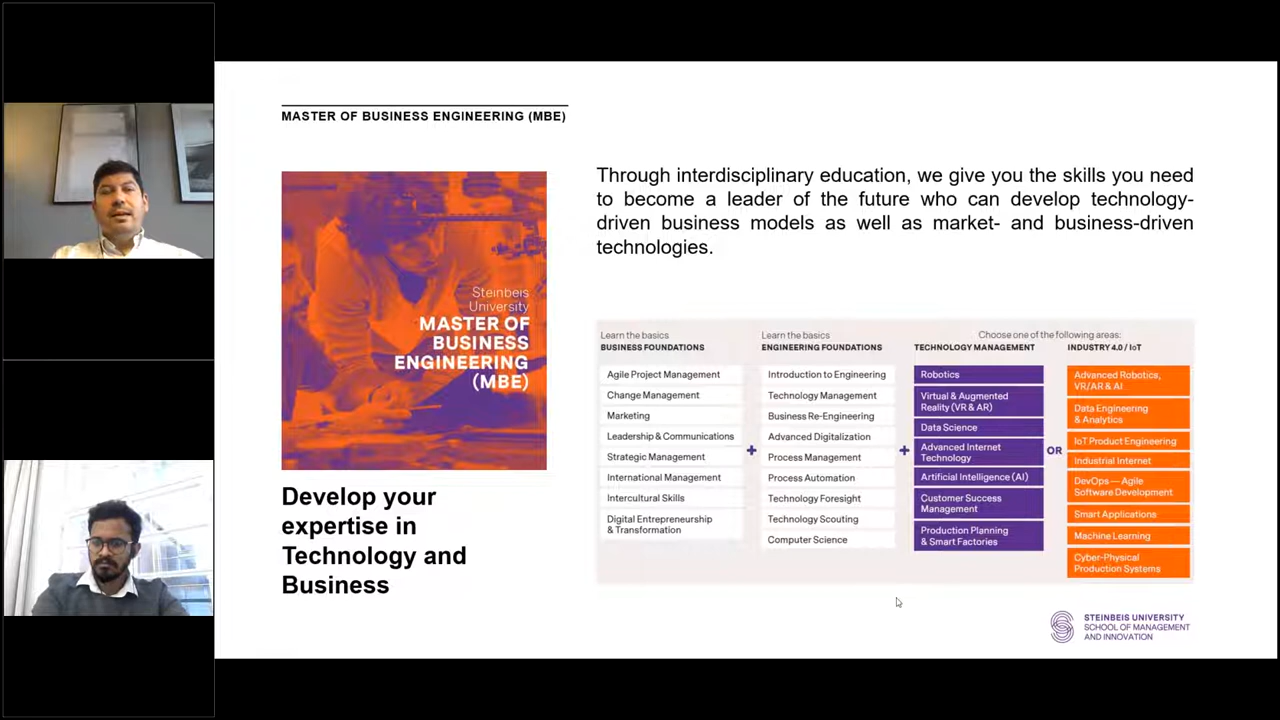 MASTER OF BUSINESS ENGINEERING (MBE)
Steinbeis
University
MASTER OF
BUSINESS
ENGINEERING
(MBE)
Develop your
expertise in
Technology and
Business
Through interdisciplinary education, we give you the skills you need
to become a leader of the future who can develop technology-
driven business models as well as market- and business-driven
technologies.
Learn the basics
BUSINESS FOUNDATIONS
Agile Project Management
Change Management
Marketing
Leadership & Communications
Strategic Management
International Management
Intercultural Skills
Digital Entrepreneurship
& Transformation
+
Learn the basics
ENGINEERING FOUNDATIONS
Introduction to Engineering
Technology Management
Business Re-Engineering
Advanced Digitalization
Process Management
Process Automation
Technology Foresight
Technology Scouting
Computer Science
+
Choose one of the following areas:
TECHNOLOGY MANAGEMENT
Robotics
Virtual & Augmented
Reality (VR & AR)
Data Science
Advanced Internet
Technology
Artificial Intelligence (AI)
Customer Success
Management
Production Planning
& Smart Factories
OR
INDUSTRY 4.0 / IoT
Advanced Robotics,
VR/AR & AI
Data Engineering
& Analytics
IoT Product Engineering
Industrial Internet
DevOps — Agile
Software Development
Smart Applications
Machine Learning
Cyber-Physical
Production Systems
STEINBEIS UNIVERSITY
SCHOOL OF MANAGEMENT
AND INNOVATION